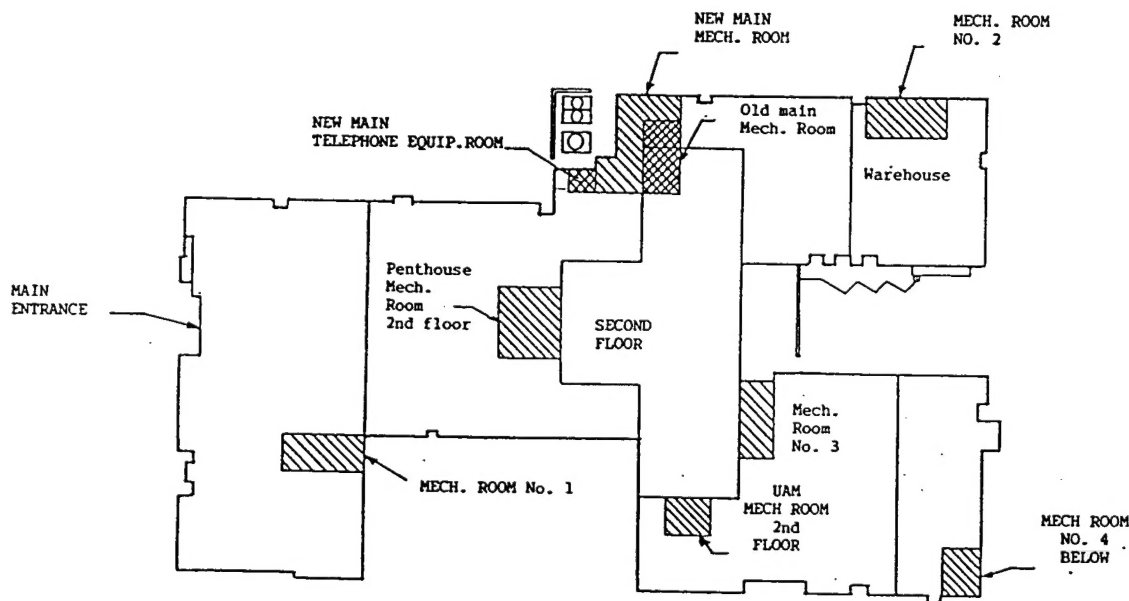 NEW MAIN
MECH. ROOM
MECH. ROOM
NO. 2
NEW MAIN
TELEPHONE EQUIP.ROOM
Old main
Mech. Room
Warehouse
Penthouse
Mech.
Room
2nd floor
MAIN
ENTRANCE
SECOND
FLOOR
Mech.
Room
No. 3
MECH. ROOM No. 1
UAM
MECH ROOM
2nd
FLOOR
MECH ROOM
NO. 4
BELOW